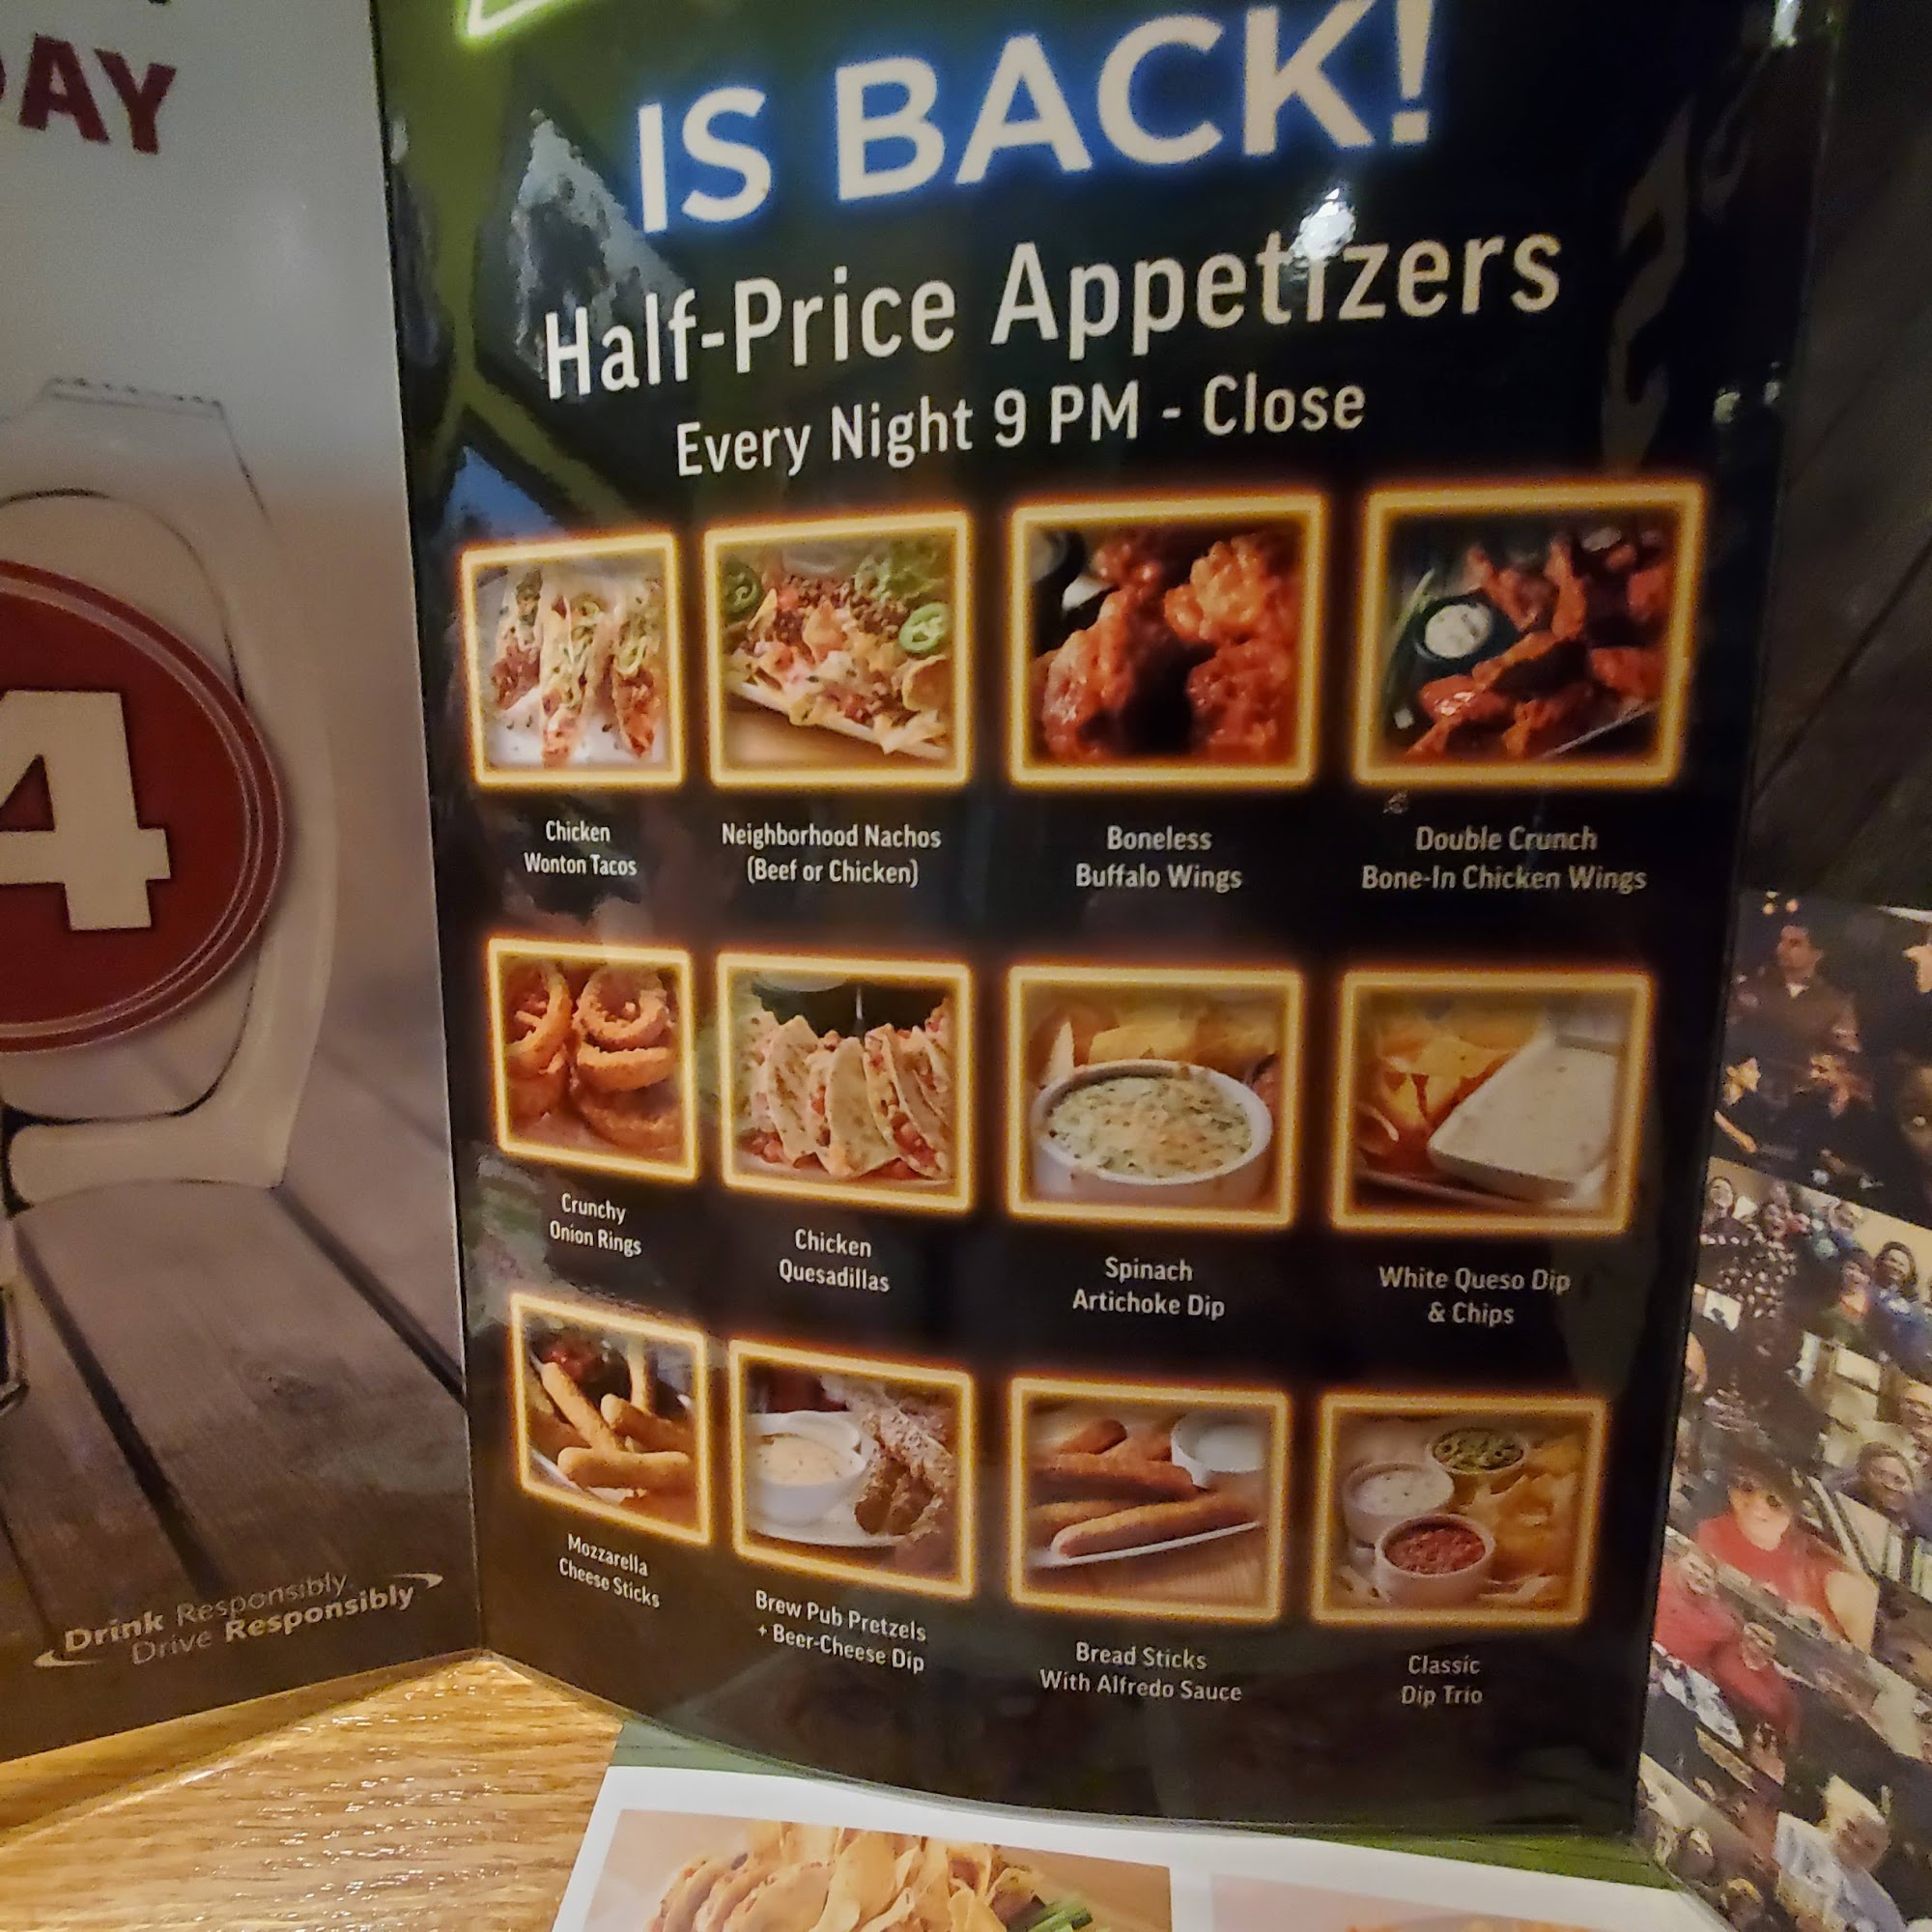 DAY
4
Drink Responsibly
Drive Responsibly
IS BACK!
Half-Price Appetizers
Every Night 9 PM - Close
Chicken
Wonton Tacos
Neighborhood Nachos
(Beef or Chicken)
Boneless
Buffalo Wings
Double Crunch
Bone-In Chicken Wings
Crunchy
Onion Rings
Chicken
Quesadillas
Spinach
Artichoke Dip
White Queso Dip
& Chips
Mozzarella
Cheese Sticks
Brew Pub Pretzels
+ Beer-Cheese Dip
Bread Sticks
With Alfredo Sauce
Classic
Dip Trio